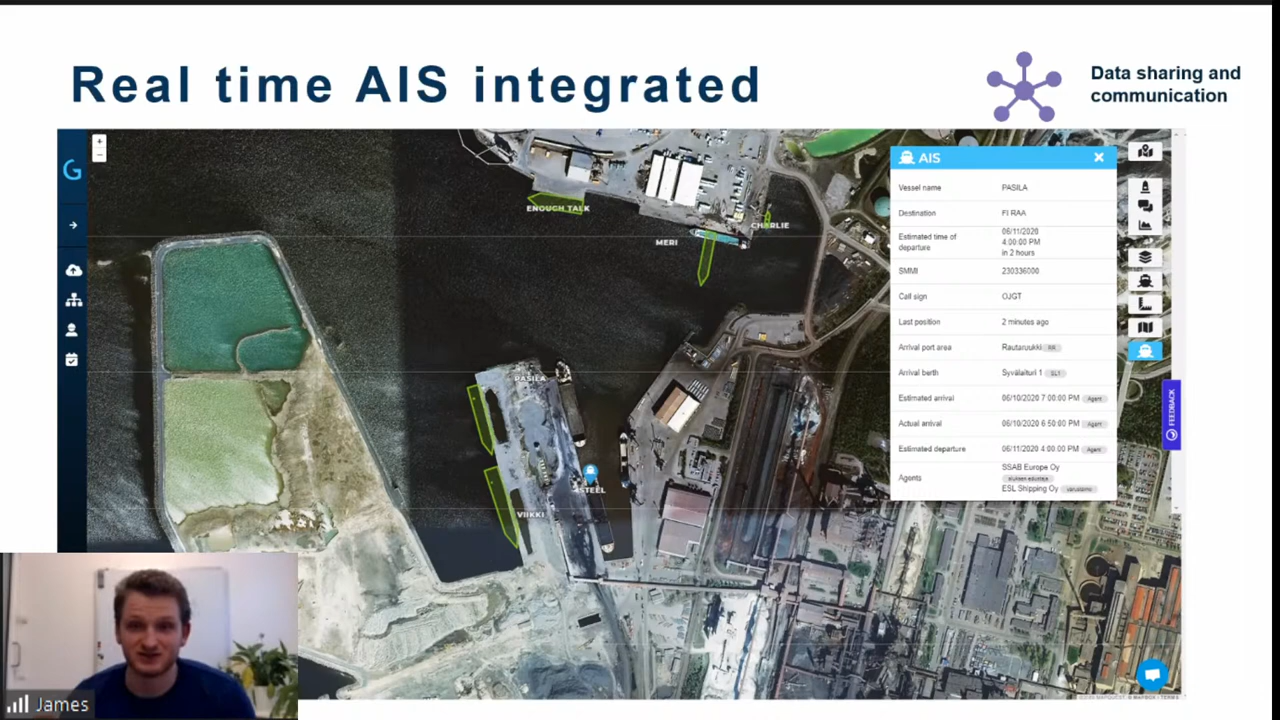 Real time AIS integrated
Data sharing and
communication
+
−
G
ENOUGH TALK
CHARLIE
MERI
PASILA
VIIKKI
AIS
Vessel name PASILA
Destination FI RAA
Estimated time of
departure
06/11/2020
4:00:00 PM
in 2 hours
SMMI 230336000
Call sign OJGT
Last position 2 minutes ago
Arrival port area Rautaruukki RR
Arrival berth Syvälaituri 1 SL1
Estimated arrival 06/10/2020 7:00:00 PM Agent
Actual arrival 06/10/2020 6:50:00 PM Agent
Estimated departure 06/11/2020 4:00:00 PM Agent
Agents
SSAB Europe Oy
ESL Shipping Oy
FEEDBACK
James